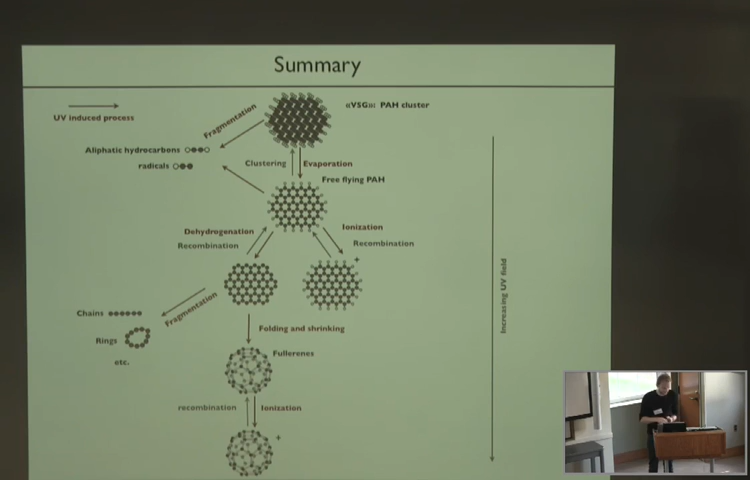 Summary
UV induced process
Fragmentation
«VSG»: PAH cluster
Aliphatic hydrocarbons
radicals
Clustering
Evaporation
Free flying PAH
Dehydrogenation
Recombination
Ionization
Recombination
+
Chains
Rings
etc.
Fragmentation
Folding and shrinking
Fullerenes
recombination
Ionization
+
Increasing UV field